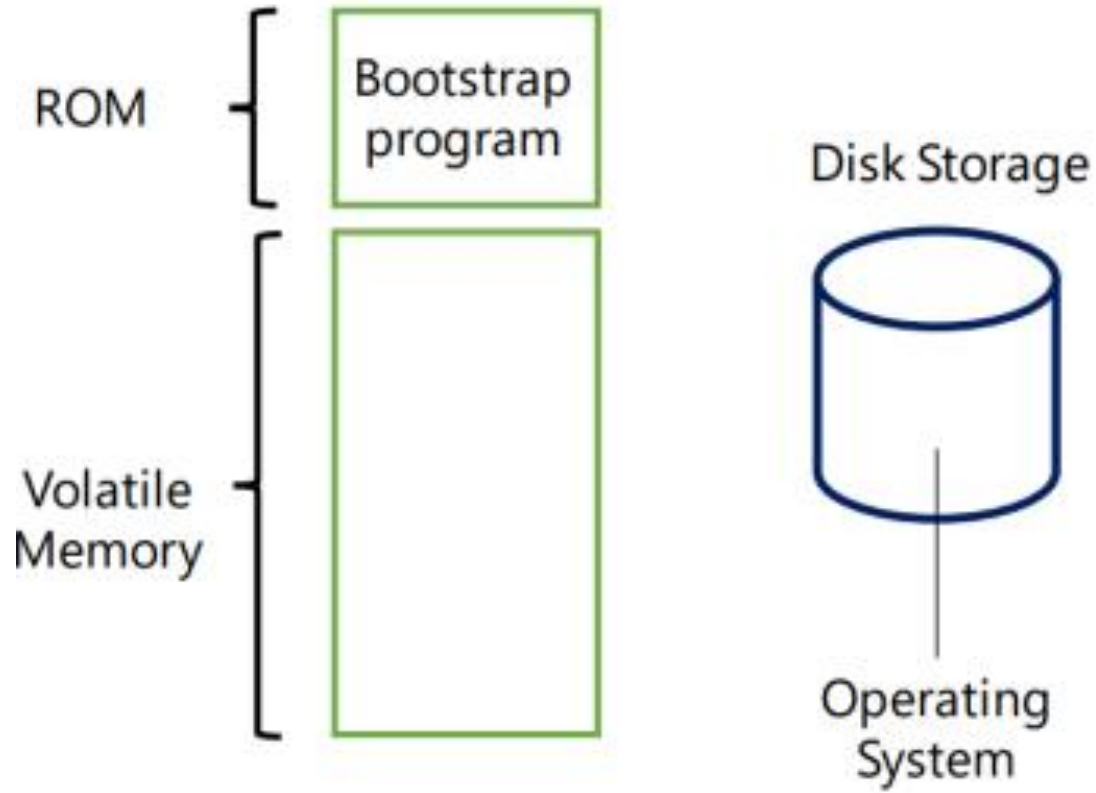 ROM
Bootstrap
program
Disk Storage
Volatile
Memory
Operating
System